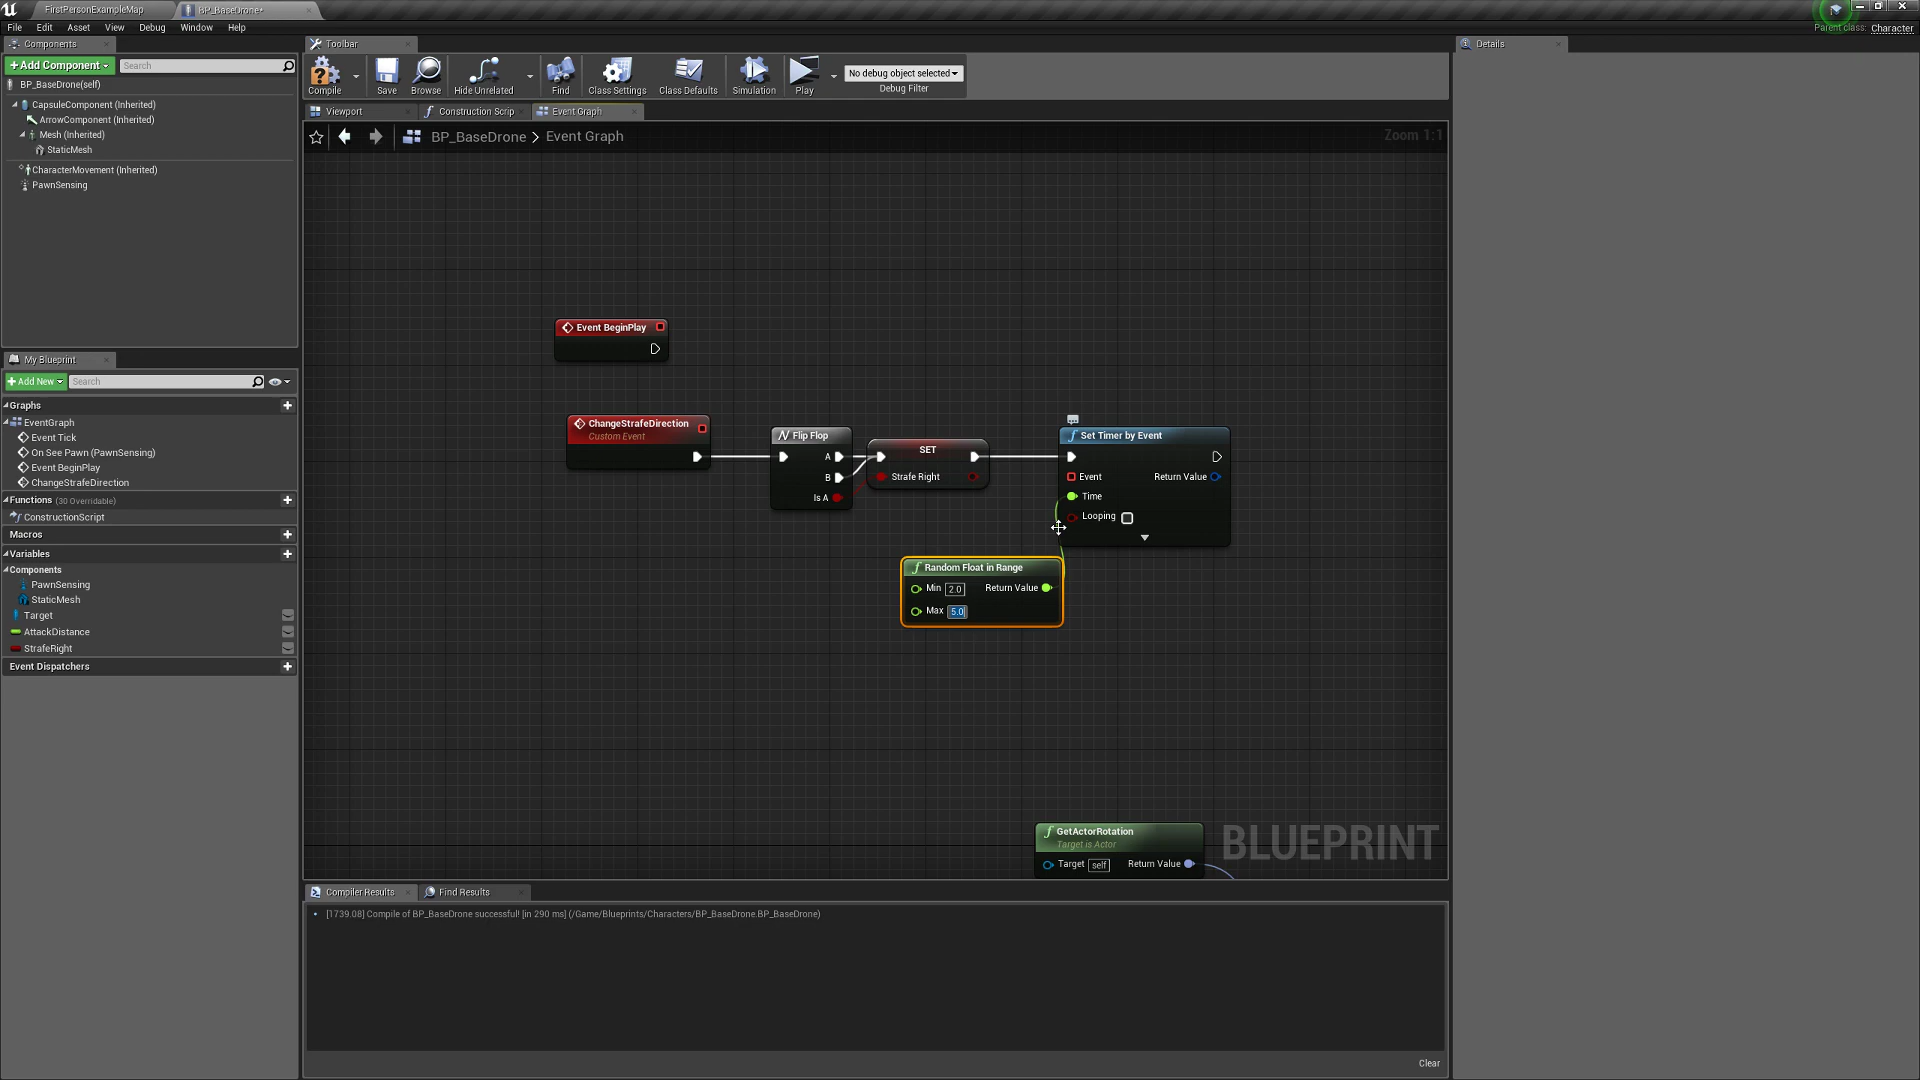 FirstPersonExampleMap
BP_BaseDrone*
File Edit Asset View Debug Window Help
Parent class: Character
Components
+Add Component
Search
BP_BaseDrone(self)
CapsuleComponent (Inherited)
ArrowComponent (Inherited)
Mesh (Inherited)
StaticMesh
CharacterMovement (Inherited)
PawnSensing
My Blueprint
+Add New
Search
Graphs
EventGraph
Event Tick
On See Pawn (PawnSensing)
Event BeginPlay
ChangeStrafeDirection
Functions (30 Overridable)
ConstructionScript
Macros
Variables
Components
PawnSensing
StaticMesh
Target
AttackDistance
StrafeRight
Event Dispatchers
Toolbar
Compile
Save
Browse
Hide Unrelated
Find
Class Settings
Class Defaults
Simulation
Play
No debug object selected
Debug Filter
Viewport
Construction Scrip
Event Graph
BP_BaseDrone > Event Graph
Zoom 1:1
Event BeginPlay
ChangeStrafeDirection
Custom Event
Flip Flop
A
B
Is A
SET
Strafe Right
Set Timer by Event
Event Return Value
Time
Looping
Random Float in Range
Min 2.0 Return Value
Max 5.0
GetActorRotation
Target is Actor
Target self Return Value
BLUEPRINT
Compiler Results
Find Results
[1739.08] Compile of BP_BaseDrone successful! [in 290 ms] (/Game/Blueprints/Characters/BP_BaseDrone.BP_BaseDrone)
Clear
Details